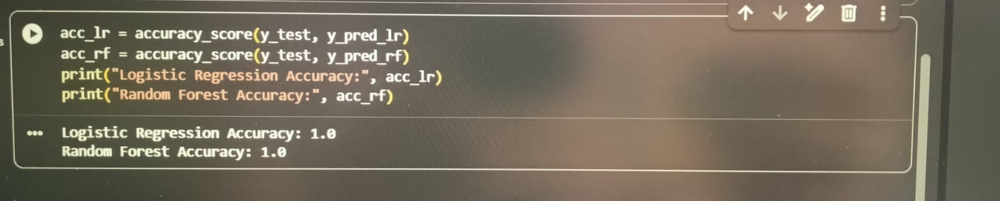 s
acc_lr = accuracy_score(y_test, y_pred_lr)
acc_rf = accuracy_score(y_test, y_pred_rf)
print("Logistic Regression Accuracy:", acc_lr)
print("Random Forest Accuracy:", acc_rf)
Logistic Regression Accuracy: 1.0
Random Forest Accuracy: 1.0